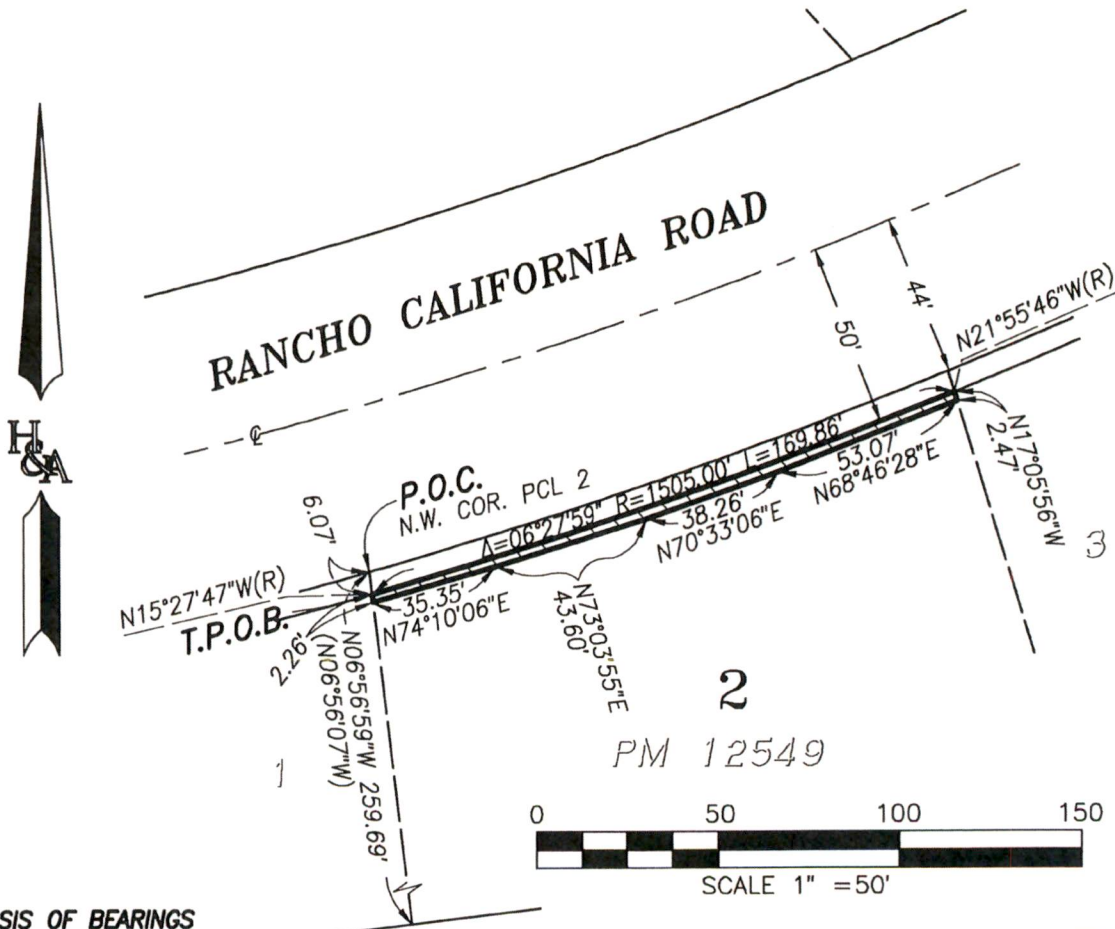 RANCHO CALIFORNIA ROAD
44'
50'
N21°55'46"W(R)
H&A
℄
P.O.C.
N.W. COR. PCL 2
6.07'
Δ=06°27'59" R=1505.00' L=169.86'
53.07'
N68°46'28"E
N17°05'56"W
2.47'
38.26'
N70°33'06"E
3
N15°27'47"W(R)
T.P.O.B.
35.35'
N74°10'06"E
2.26'
N73°03'55"E
43.60'
N06°56'59"W 259.69'
(N06°56'07"W)
2
1
PM 12549
0 50 100 150
SCALE 1" =50'
SIS OF BEARINGS